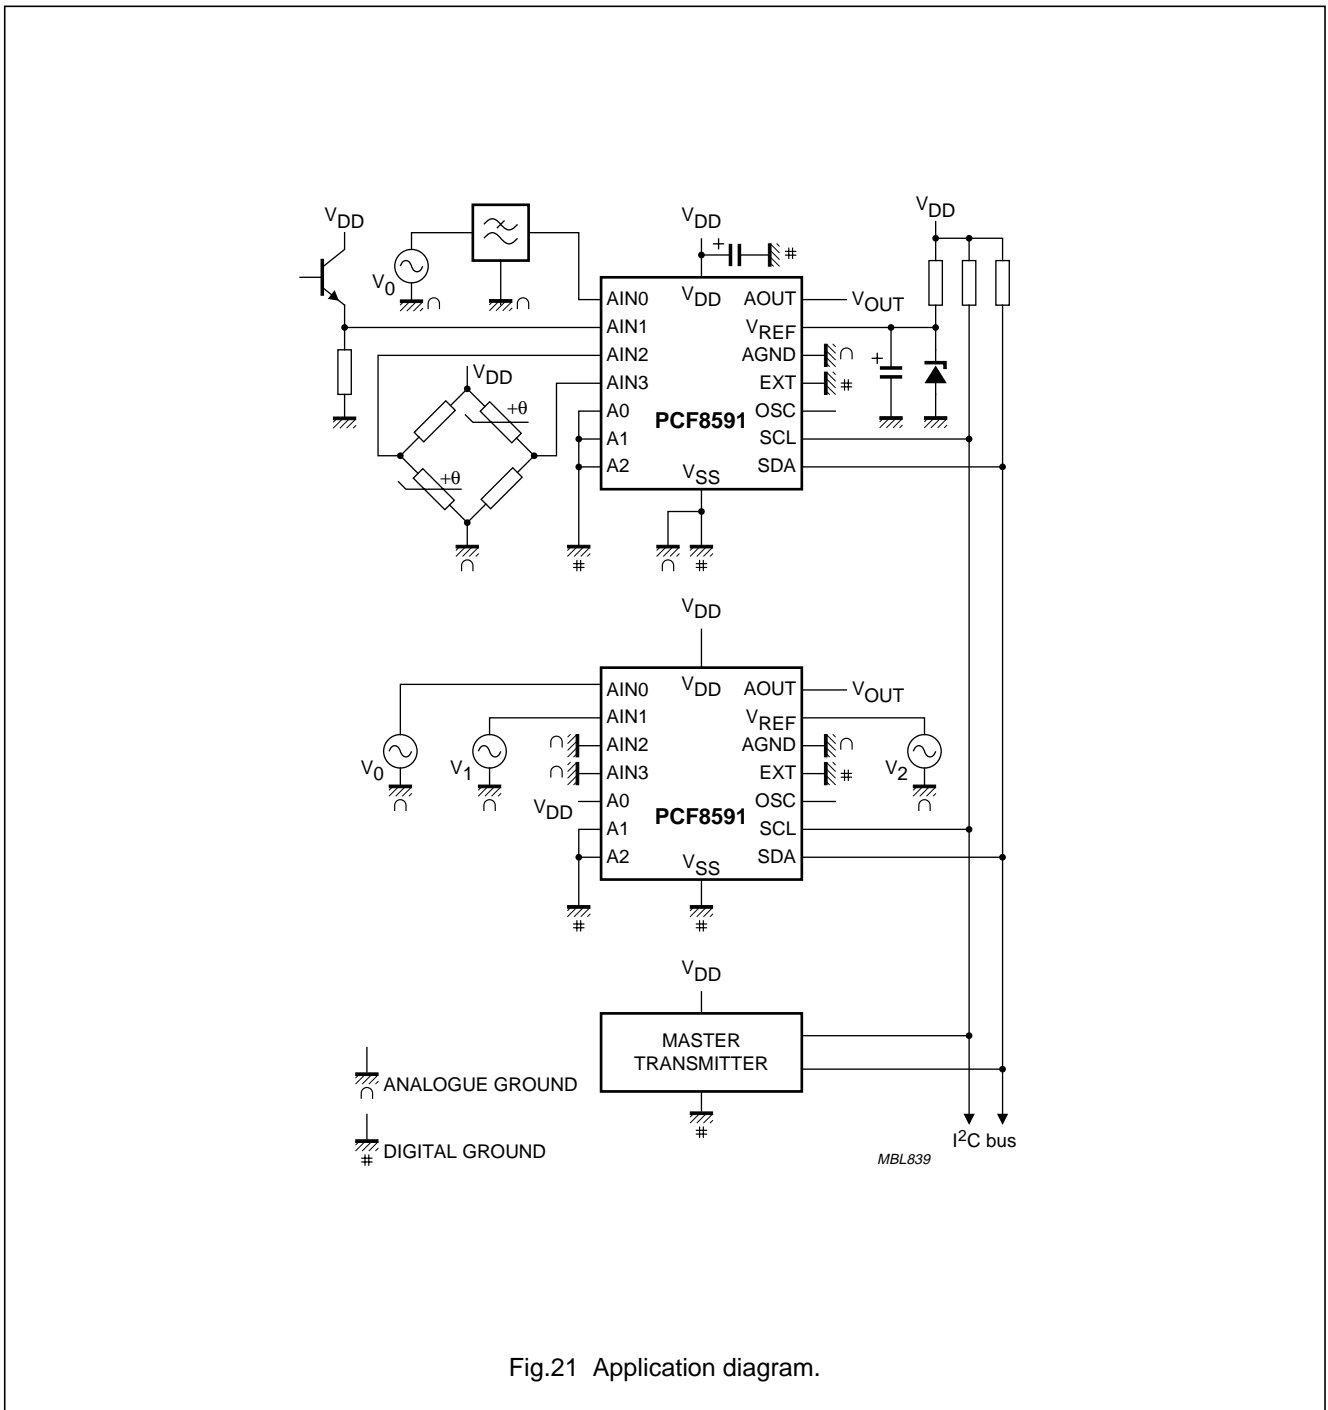 VDD
V0
VDD
VDD
AIN0
AIN1
AIN2
AIN3
A0
A1
A2
VDD
PCF8591
VSS
AOUT
VREF
AGND
EXT
OSC
SCL
SDA
VOUT
VDD
+
+
#
∩
#
∩
∩
VDD
+θ
+θ
∩
#
∩
#
VDD
AIN0
AIN1
AIN2
AIN3
A0
A1
A2
VDD
PCF8591
VSS
AOUT
VREF
AGND
EXT
OSC
SCL
SDA
VOUT
V0
V1
V2
VDD
∩
∩
∩
∩
∩
#
∩
#
#
VDD
MASTER
TRANSMITTER
#
∩
ANALOGUE GROUND
#
DIGITAL GROUND
I²C bus
MBL839
Fig.21 Application diagram.